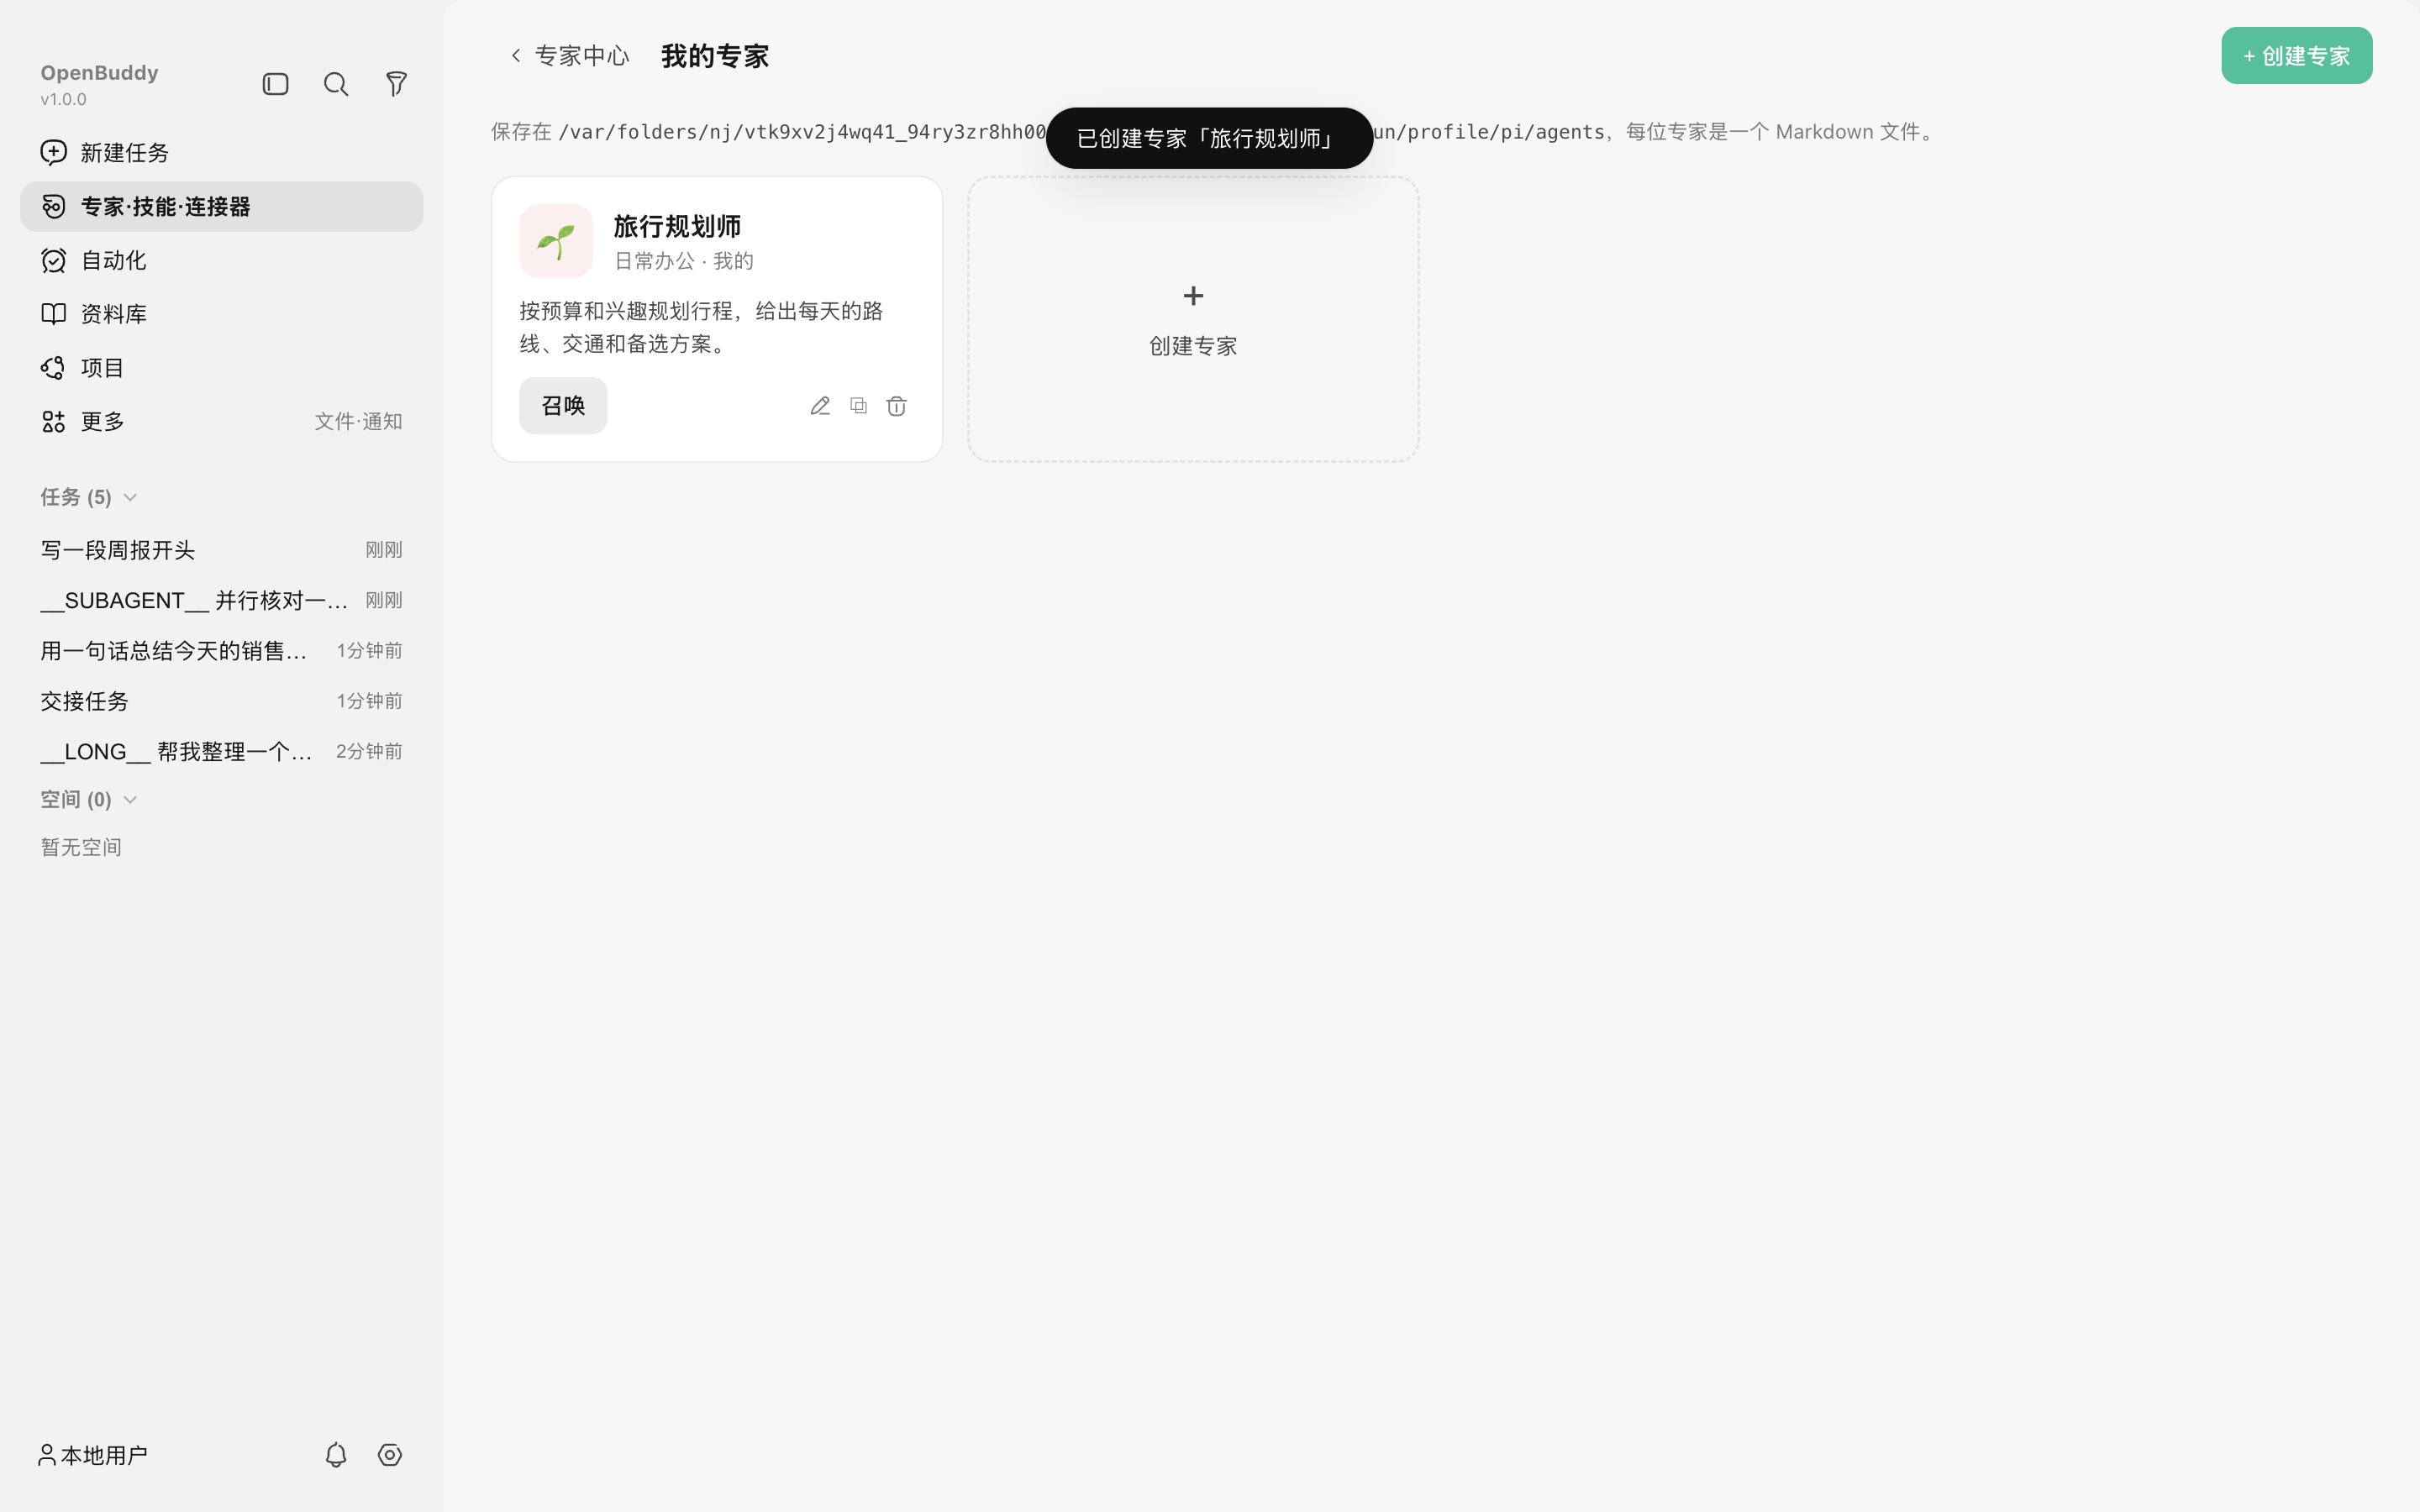 OpenBuddy
v1.0.0
新建任务
专家·技能·连接器
自动化
资料库
项目
更多 文件·通知
任务 (5)
写一段周报开头 刚刚
__SUBAGENT__ 并行核对一… 刚刚
用一句话总结今天的销售… 1分钟前
交接任务 1分钟前
__LONG__ 帮我整理一个… 2分钟前
空间 (0)
暂无空间
本地用户
专家中心 我的专家
+ 创建专家
保存在 /var/folders/nj/vtk9xv2j4wq41_94ry3zr8hh00 un/profile/pi/agents，每位专家是一个 Markdown 文件。
已创建专家「旅行规划师」
旅行规划师
日常办公 · 我的
按预算和兴趣规划行程，给出每天的路
线、交通和备选方案。
召唤
+
创建专家